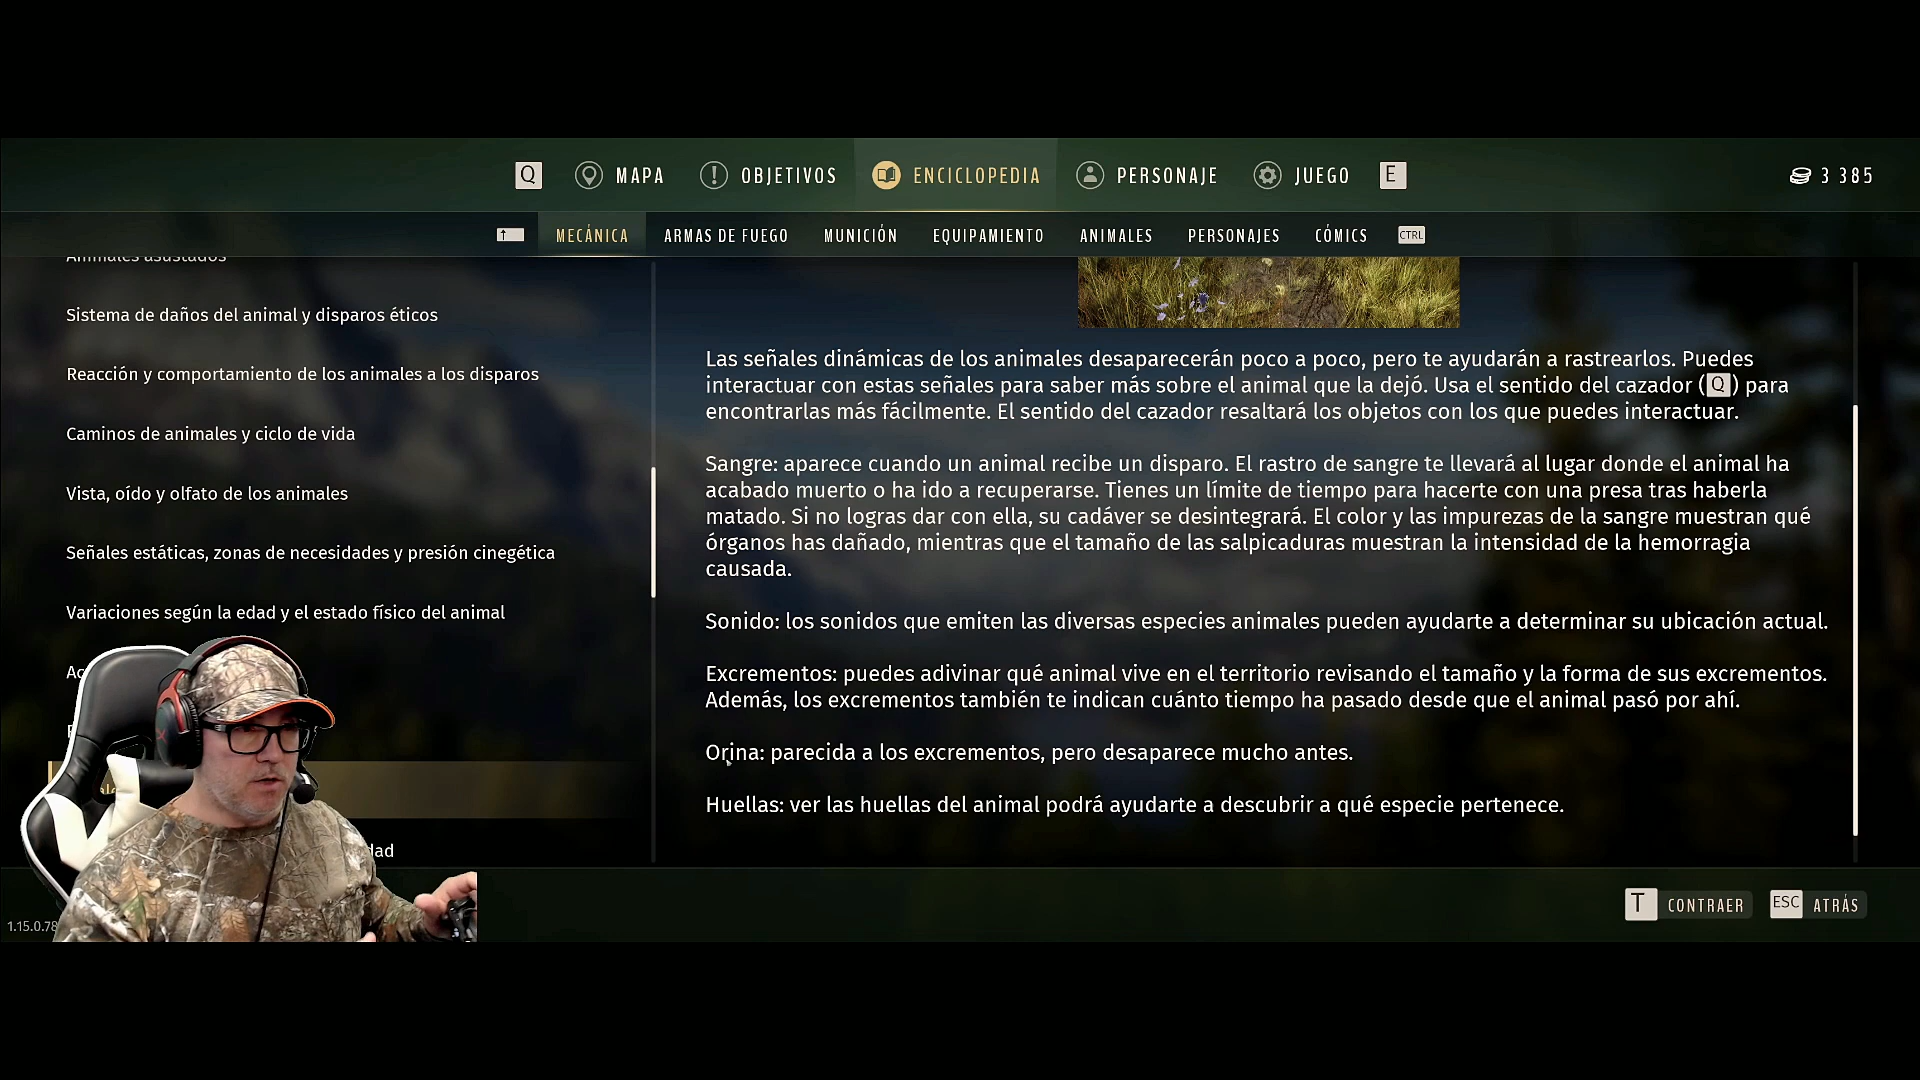 Q MAPA OBJETIVOS ENCICLOPEDIA PERSONAJE JUEGO E 3 385
MECÁNICA ARMAS DE FUEGO MUNICIÓN EQUIPAMIENTO ANIMALES PERSONAJES CÓMICS CTRL
Animales asustados
Sistema de daños del animal y disparos éticos
Reacción y comportamiento de los animales a los disparos
Caminos de animales y ciclo de vida
Vista, oído y olfato de los animales
Señales estáticas, zonas de necesidades y presión cinegética
Variaciones según la edad y el estado físico del animal
Las señales dinámicas de los animales desaparecerán poco a poco, pero te ayudarán a rastrearlos. Puedes
interactuar con estas señales para saber más sobre el animal que la dejó. Usa el sentido del cazador (Q) para
encontrarlas más fácilmente. El sentido del cazador resaltará los objetos con los que puedes interactuar.
Sangre: aparece cuando un animal recibe un disparo. El rastro de sangre te llevará al lugar donde el animal ha
acabado muerto o ha ido a recuperarse. Tienes un límite de tiempo para hacerte con una presa tras haberla
matado. Si no logras dar con ella, su cadáver se desintegrará. El color y las impurezas de la sangre muestran qué
órganos has dañado, mientras que el tamaño de las salpicaduras muestran la intensidad de la hemorragia
causada.
Sonido: los sonidos que emiten las diversas especies animales pueden ayudarte a determinar su ubicación actual.
Excrementos: puedes adivinar qué animal vive en el territorio revisando el tamaño y la forma de sus excrementos.
Además, los excrementos también te indican cuánto tiempo ha pasado desde que el animal pasó por ahí.
Orina: parecida a los excrementos, pero desaparece mucho antes.
Huellas: ver las huellas del animal podrá ayudarte a descubrir a qué especie pertenece.
T CONTRAER ESC ATRÁS
1.15.0.78